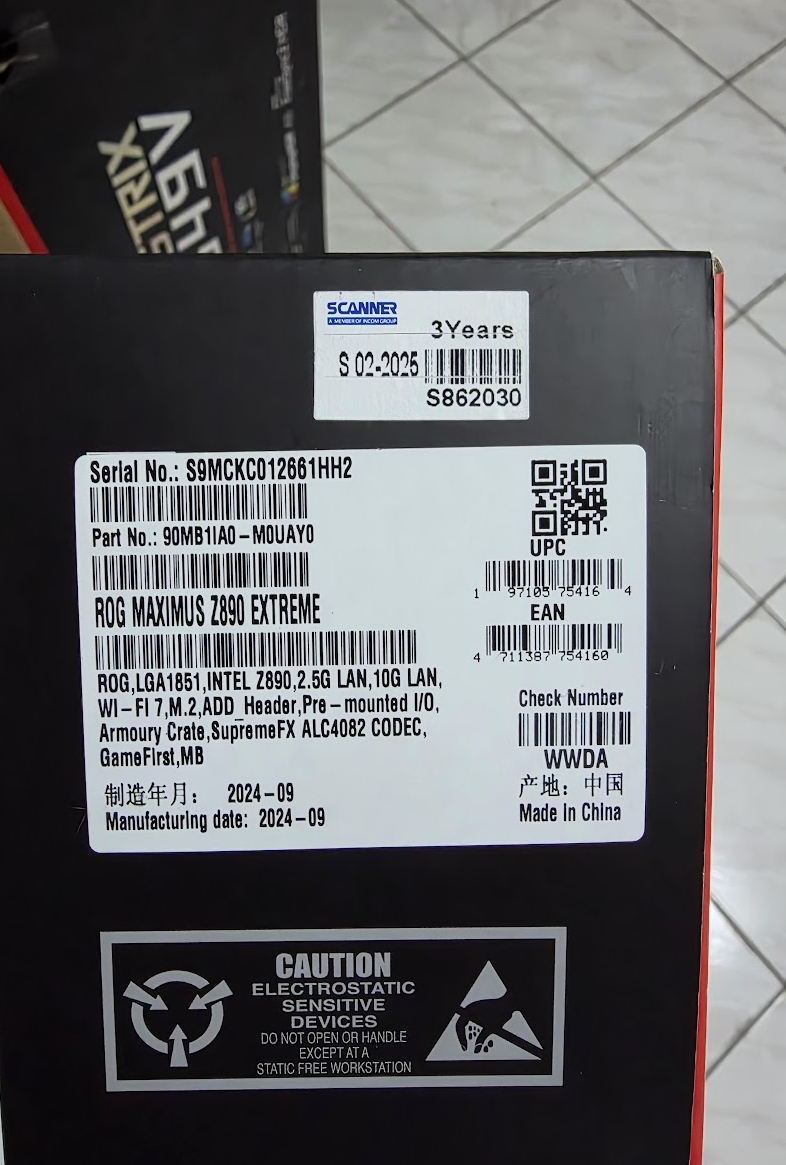 STRIX
SCANNER
A MEMBER OF INCOM GROUP
3Years
S 02-2025
S862030
Serial No.: S9MCKC012661HH2
Part No.: 90MB1IA0-M0UAY0
UPC
1 97105 75416 4
ROG MAXIMUS Z890 EXTREME
EAN
4 711387 754160
ROG,LGA1851,INTEL Z890,2.5G LAN,10G LAN,
WI-FI 7,M.2,ADD_Header,Pre-mounted I/O,
Armoury Crate,SupremeFX ALC4082 CODEC,
GameFirst,MB
Check Number
WWDA
制造年月: 2024-09
产地: 中国
Manufacturing date: 2024-09
Made in China
CAUTION
ELECTROSTATIC
SENSITIVE
DEVICES
DO NOT OPEN OR HANDLE
EXCEPT AT A
STATIC FREE WORKSTATION